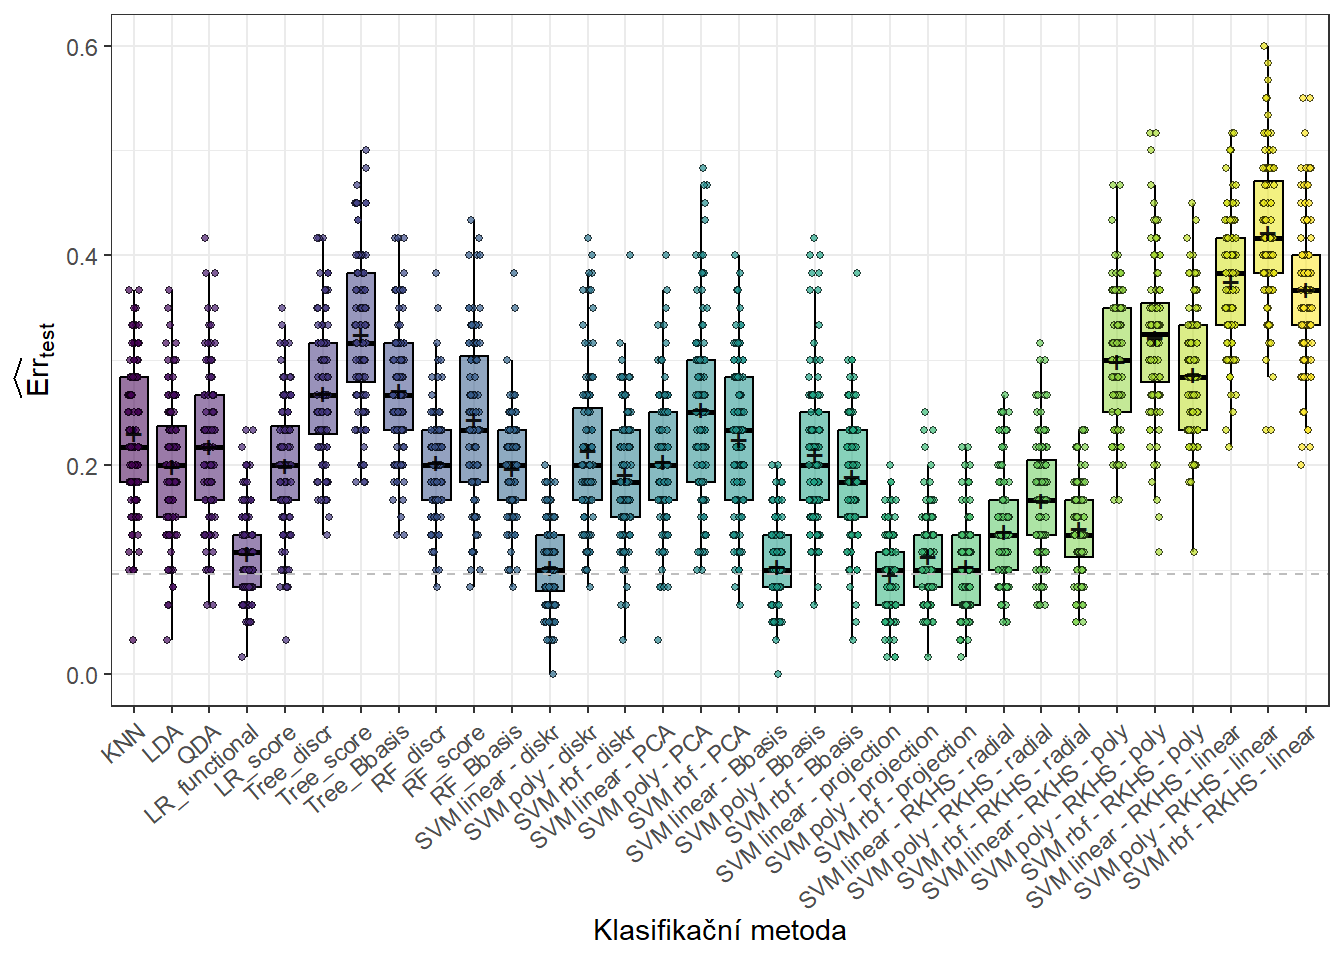 0.6
0.4
0.2
0.0
Err test
KNN
LDA
QDA
LR_functional
LR_score
Tree_discr
Tree_score
Tree_Bbasis
RF_discr
RF_score
RF_Bbasis
SVM linear - diskr
SVM poly - diskr
SVM rbf - diskr
SVM linear - PCA
SVM poly - PCA
SVM rbf - PCA
SVM linear - Bbasis
SVM poly - Bbasis
SVM rbf - Bbasis
SVM linear - projection
SVM poly - projection
SVM rbf - projection
SVM linear - RKHS - radial
SVM poly - RKHS - radial
SVM rbf - RKHS - radial
SVM linear - RKHS - poly
SVM poly - RKHS - poly
SVM rbf - RKHS - poly
SVM linear - RKHS - linear
SVM poly - RKHS - linear
SVM rbf - RKHS - linear
Klasifikační metoda